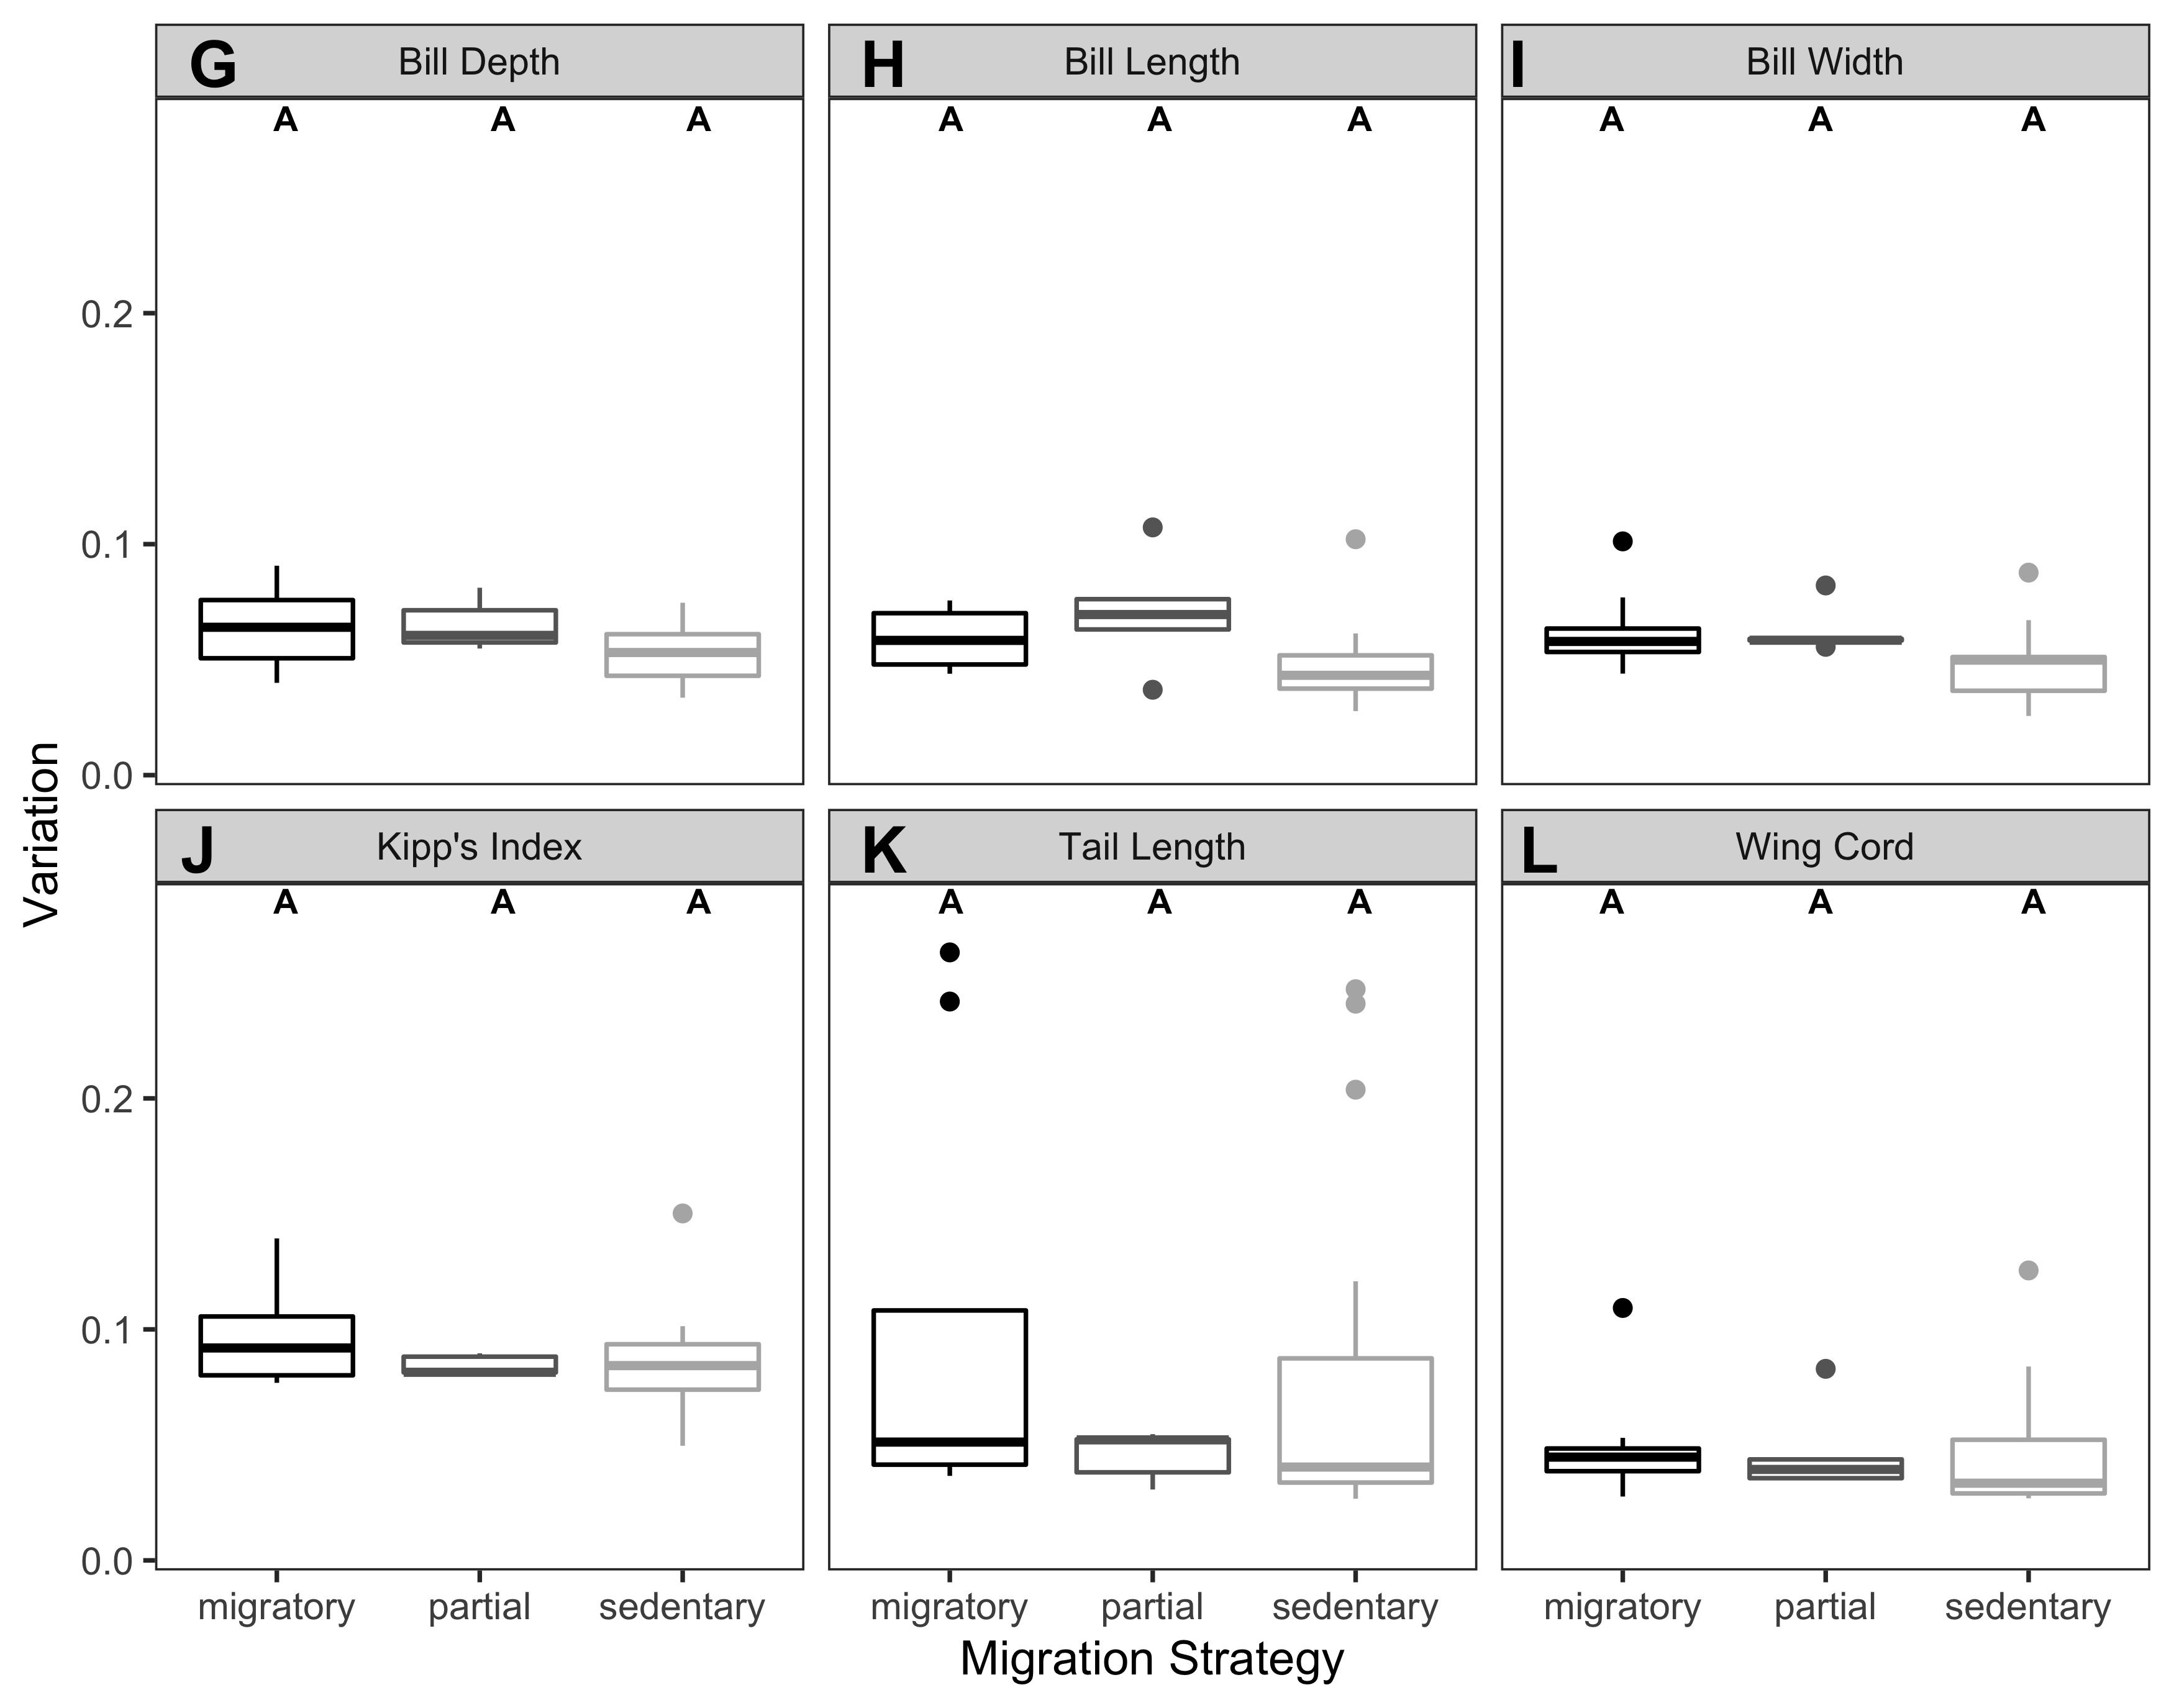 G Bill Depth
H Bill Length
I Bill Width
A A A
A A A
A A A
0.2
0.1
0.0
Variation
J Kipp's Index
K Tail Length
L Wing Cord
A A A
A A A
A A A
0.2
0.1
0.0
migratory partial sedentary
migratory partial sedentary
migratory partial sedentary
Migration Strategy